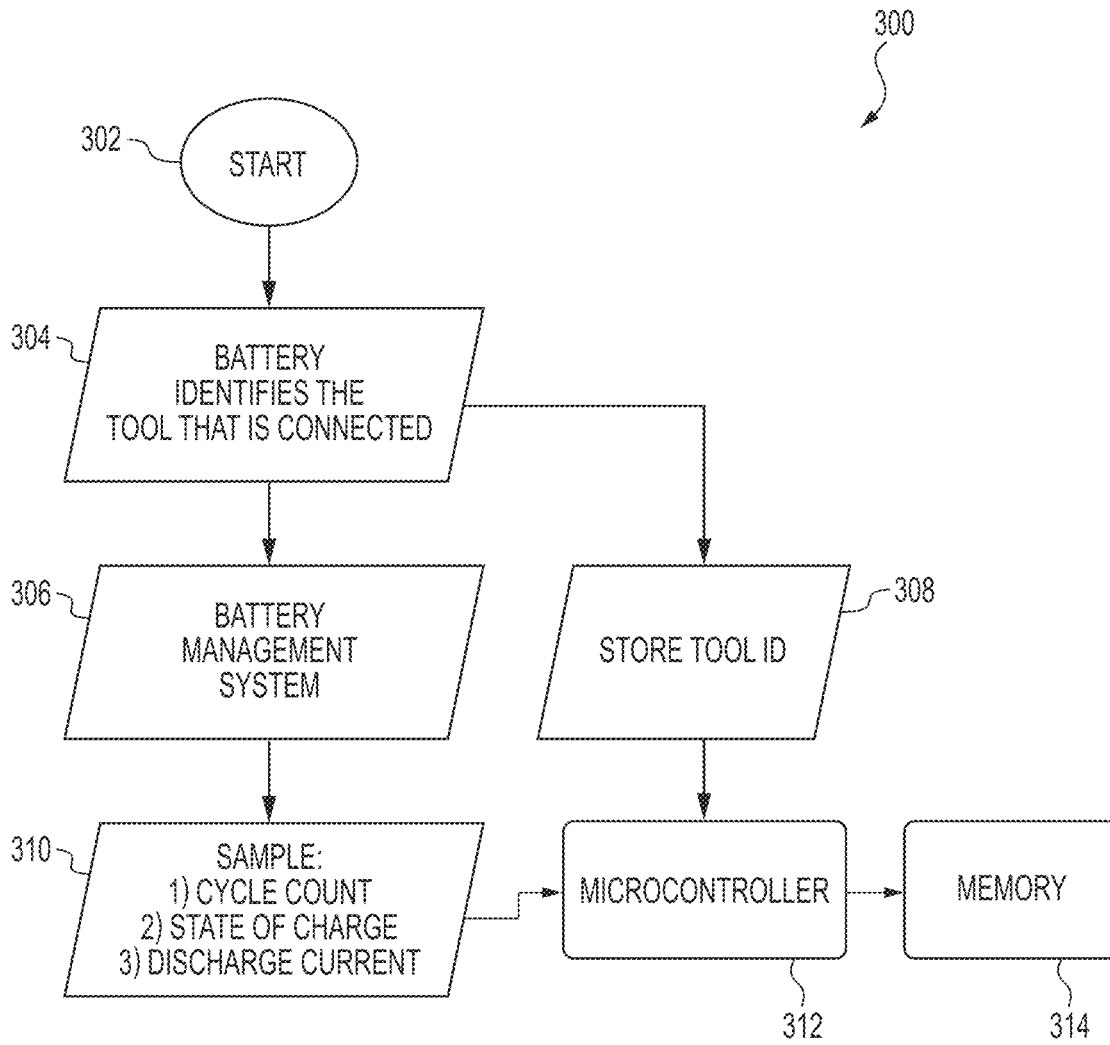 300
302
START
304
BATTERY
IDENTIFIES THE
TOOL THAT IS CONNECTED
306
BATTERY
MANAGEMENT
SYSTEM
308
STORE TOOL ID
310
SAMPLE:
1) CYCLE COUNT
2) STATE OF CHARGE
3) DISCHARGE CURRENT
MICROCONTROLLER
MEMORY
312
314